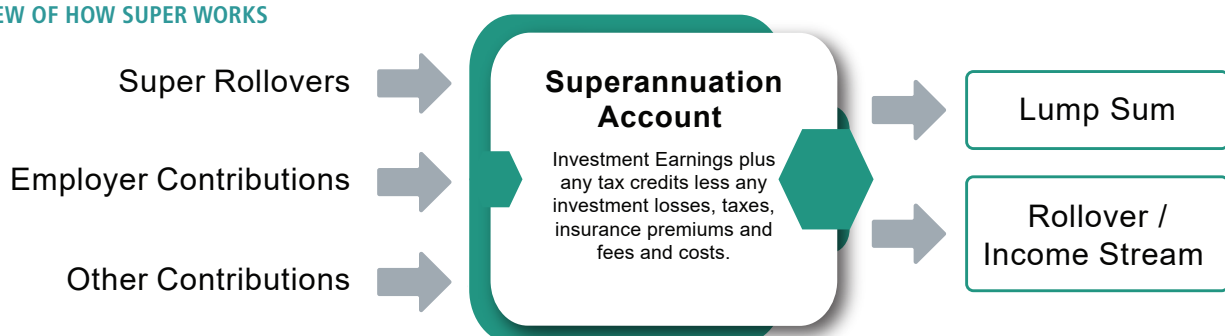 EW OF HOW SUPER WORKS
Super Rollovers
Employer Contributions
Other Contributions
Superannuation
Account
Investment Earnings plus
any tax credits less any
investment losses, taxes,
insurance premiums and
fees and costs.
Lump Sum
Rollover /
Income Stream